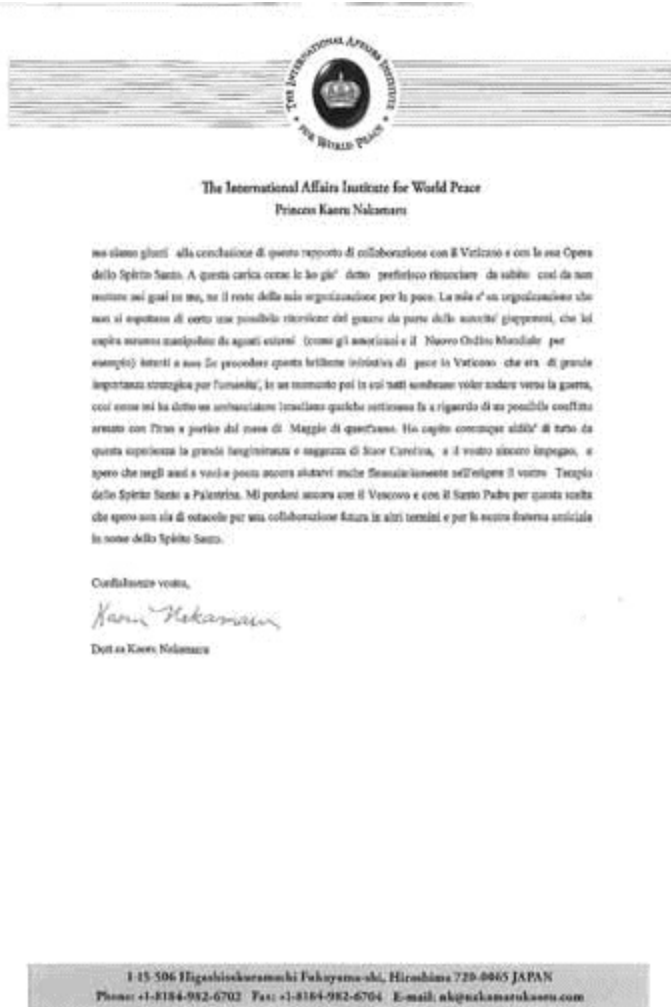 THE INTERNATIONAL AFFAIRS INSTITUTE
FOR WORLD PEACE
The International Affairs Institute for World Peace
Princess Kaoru Nakamaru
noi siamo giunti alla conclusione di questo rapporto di collaborazione con il Vaticano e con la sua Opera
dello Spirito Santo. A questa carica come le ho gia' detto preferisco rinunciare da subito cosi da non
mettere nei guai ne me, ne il resto della mia organizzazione per la pace. La mia e' un organizzazione che
non si aspettava di certo una possibile ritorsione del genere da parte delle autorita' giapponesi, che lei
capira saranno manipolate da agenti esterni (come gli americani e il Nuovo Ordine Mondiale per
esempio) intenti a non far procedere questa brillante iniziativa di pace in Vaticano che era di grande
importanza strategica per l'umanita', in un momento poi in cui tutti sembrano voler andare verso la guerra,
cosi come mi ha detto un ambasciatore israeliano qualche settimana fa a riguardo di un possibile conflitto
armato con l'Iran a partire dal mese di Maggio di quest'anno. Ho capito comunque aldila' di tutto da
questa esperienza la grande lungimiranza e saggezza di Suor Carolina, e il vostro sincero impegno, e
spero che negli anni a venire possa ancora aiutarvi anche finanziariamente nell'erigere il vostro Tempio
dello Spirito Santo a Palestrina. Mi perdoni ancora con il Vescovo e con il Santo Padre per questa scelta
che spero non sia di ostacolo per una collaborazione futura in altri termini e per la nostra fraterna amicizia
in nome dello Spirito Santo.
Cordialmente vostra,
Kaoru Nakamaru
Dott.sa Kaoru Nakamaru
1-15-506 Higashisakuramachi Fukuyama-shi, Hiroshima 720-0065 JAPAN
Phone: +1-8184-982-6702 Fax: +1-8184-982-6704 E-mail: nk@nakamarukaoru.com